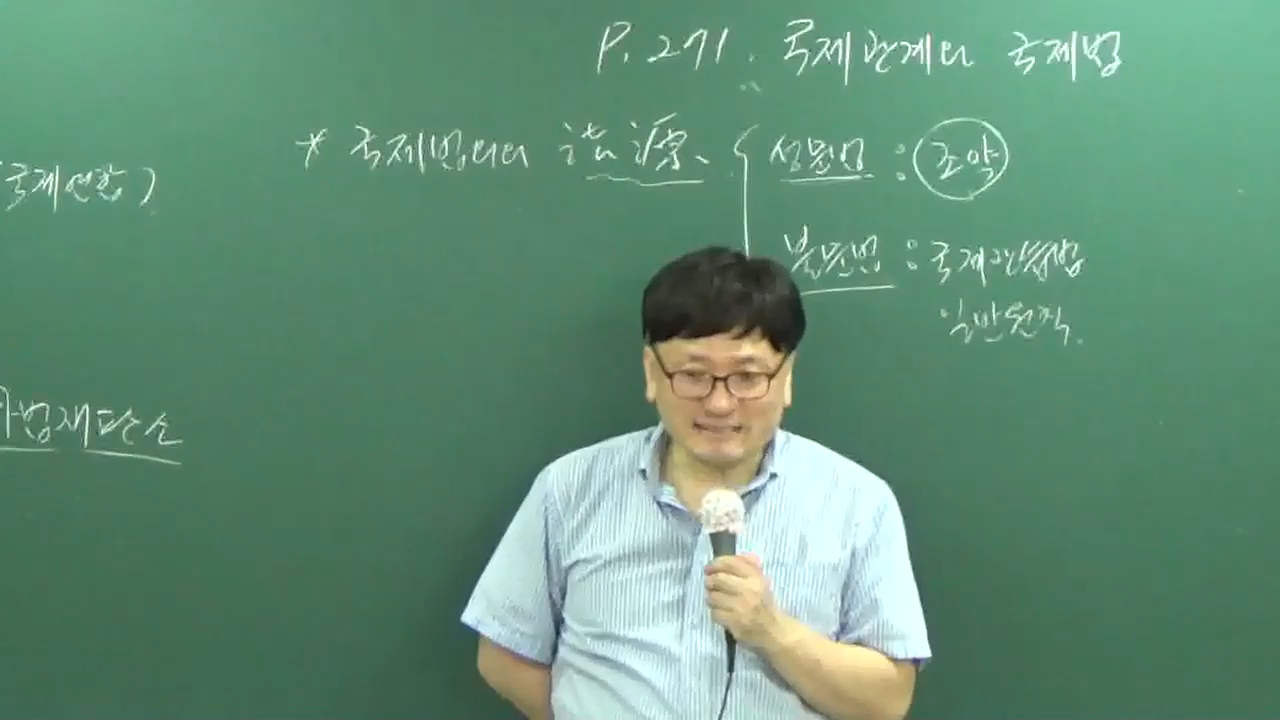 P. 271. 국제관계와 국제법
* 국제법의 法源. { 성문법 : 조약
(국제연합)
불문법 : 국제관습법
일반원칙.
사법재판소